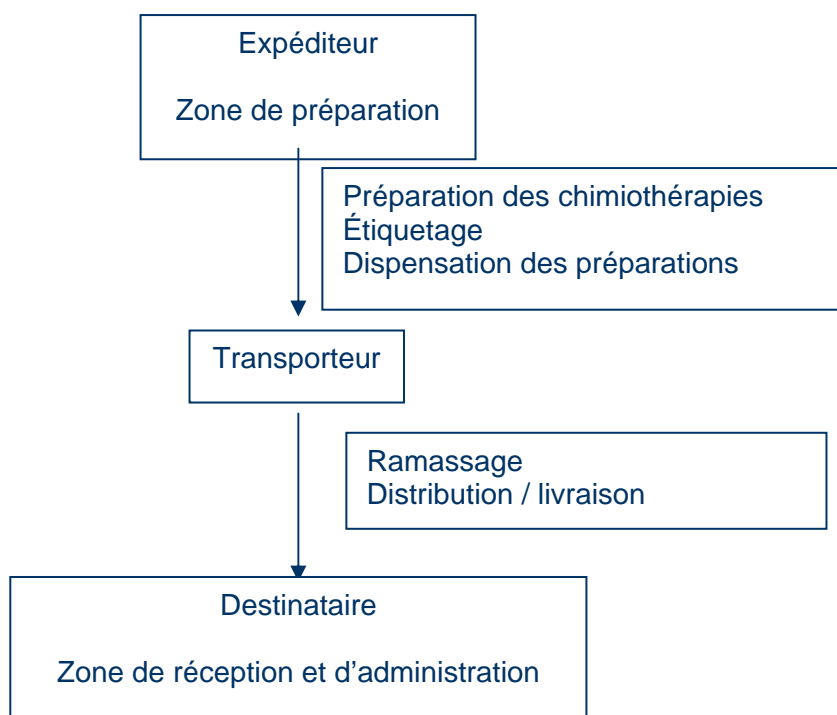 Expéditeur
Zone de préparation
Préparation des chimiothérapies
Étiquetage
Dispensation des préparations
Transporteur
Ramassage
Distribution / livraison
Destinataire
Zone de réception et d’administration